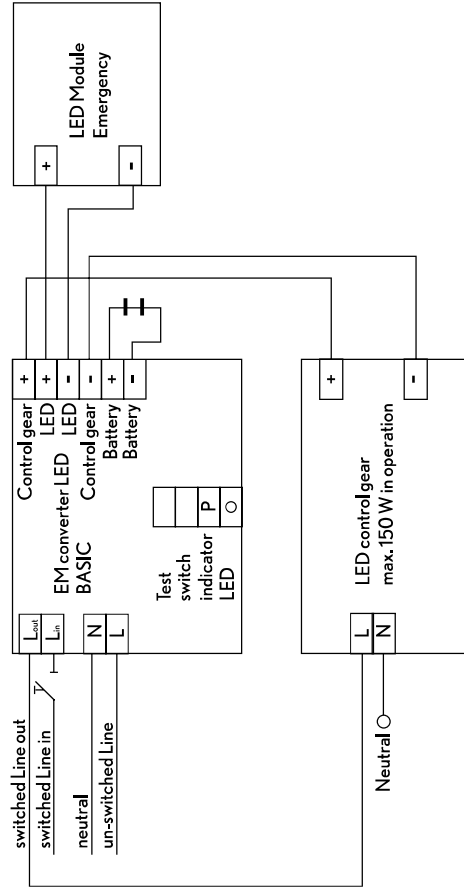 LED Module
Emergency
+
-
Control gear
LED
LED
Control gear
Battery
Battery
+
+
-
-
+
-
EM converter LED
BASIC
Test
switch
indicator
LED
P
Lout
Lin
N
L
switched Line out
switched Line in
neutral
un-switched Line
LED control gear
max. 150 W in operation
+
-
L
N
Neutral